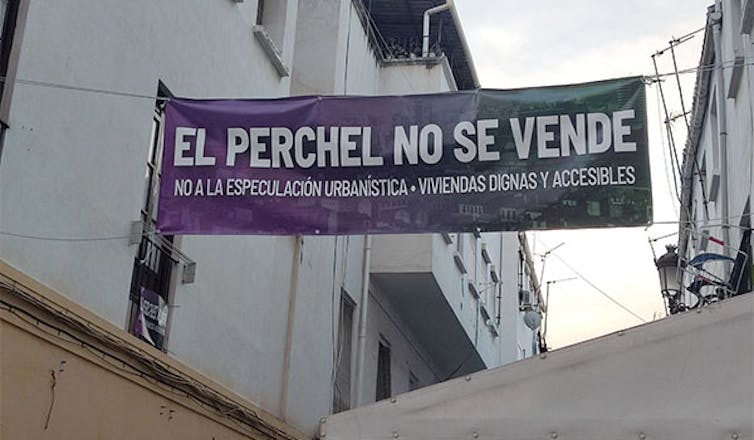 EL PERCHEL NO SE VENDE
NO A LA ESPECULACIÓN URBANÍSTICA • VIVIENDAS DIGNAS Y ACCESIBLES